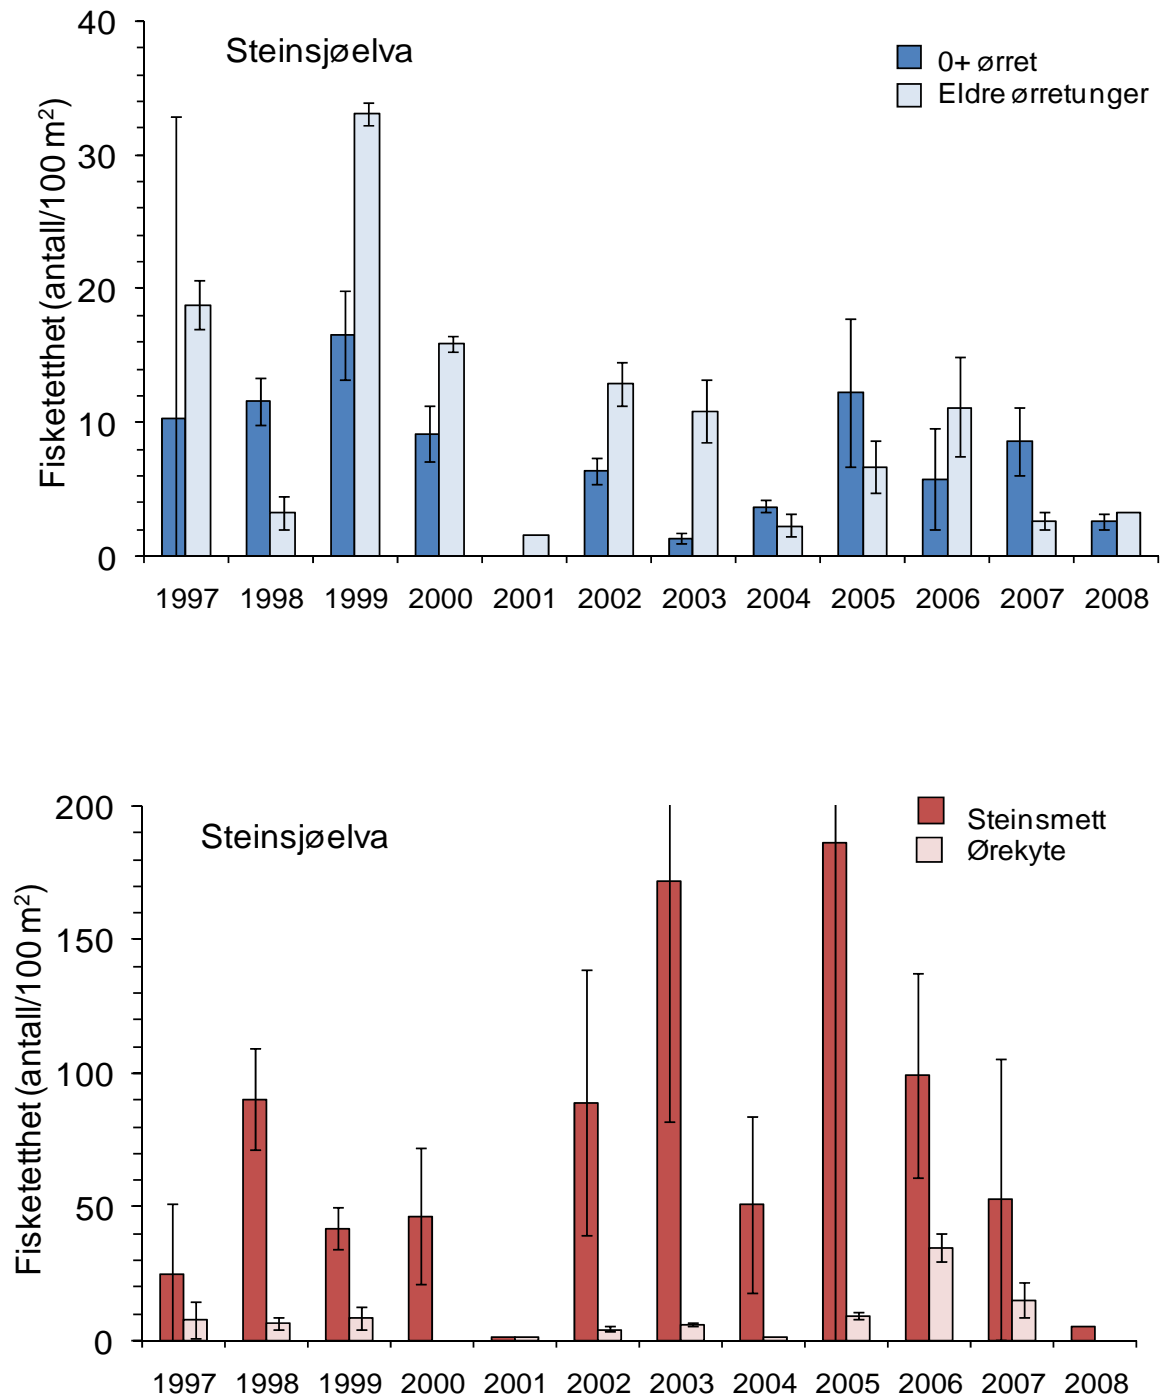 Steinsjøelva
0+ ørret
Eldre ørretunger
Fisketetthet (antall/100 m²)
40
30
20
10
0
1997 1998 1999 2000 2001 2002 2003 2004 2005 2006 2007 2008
Steinsjøelva
Steinsmett
Ørekyte
Fisketetthet (antall/100 m²)
200
150
100
50
0
1997 1998 1999 2000 2001 2002 2003 2004 2005 2006 2007 2008